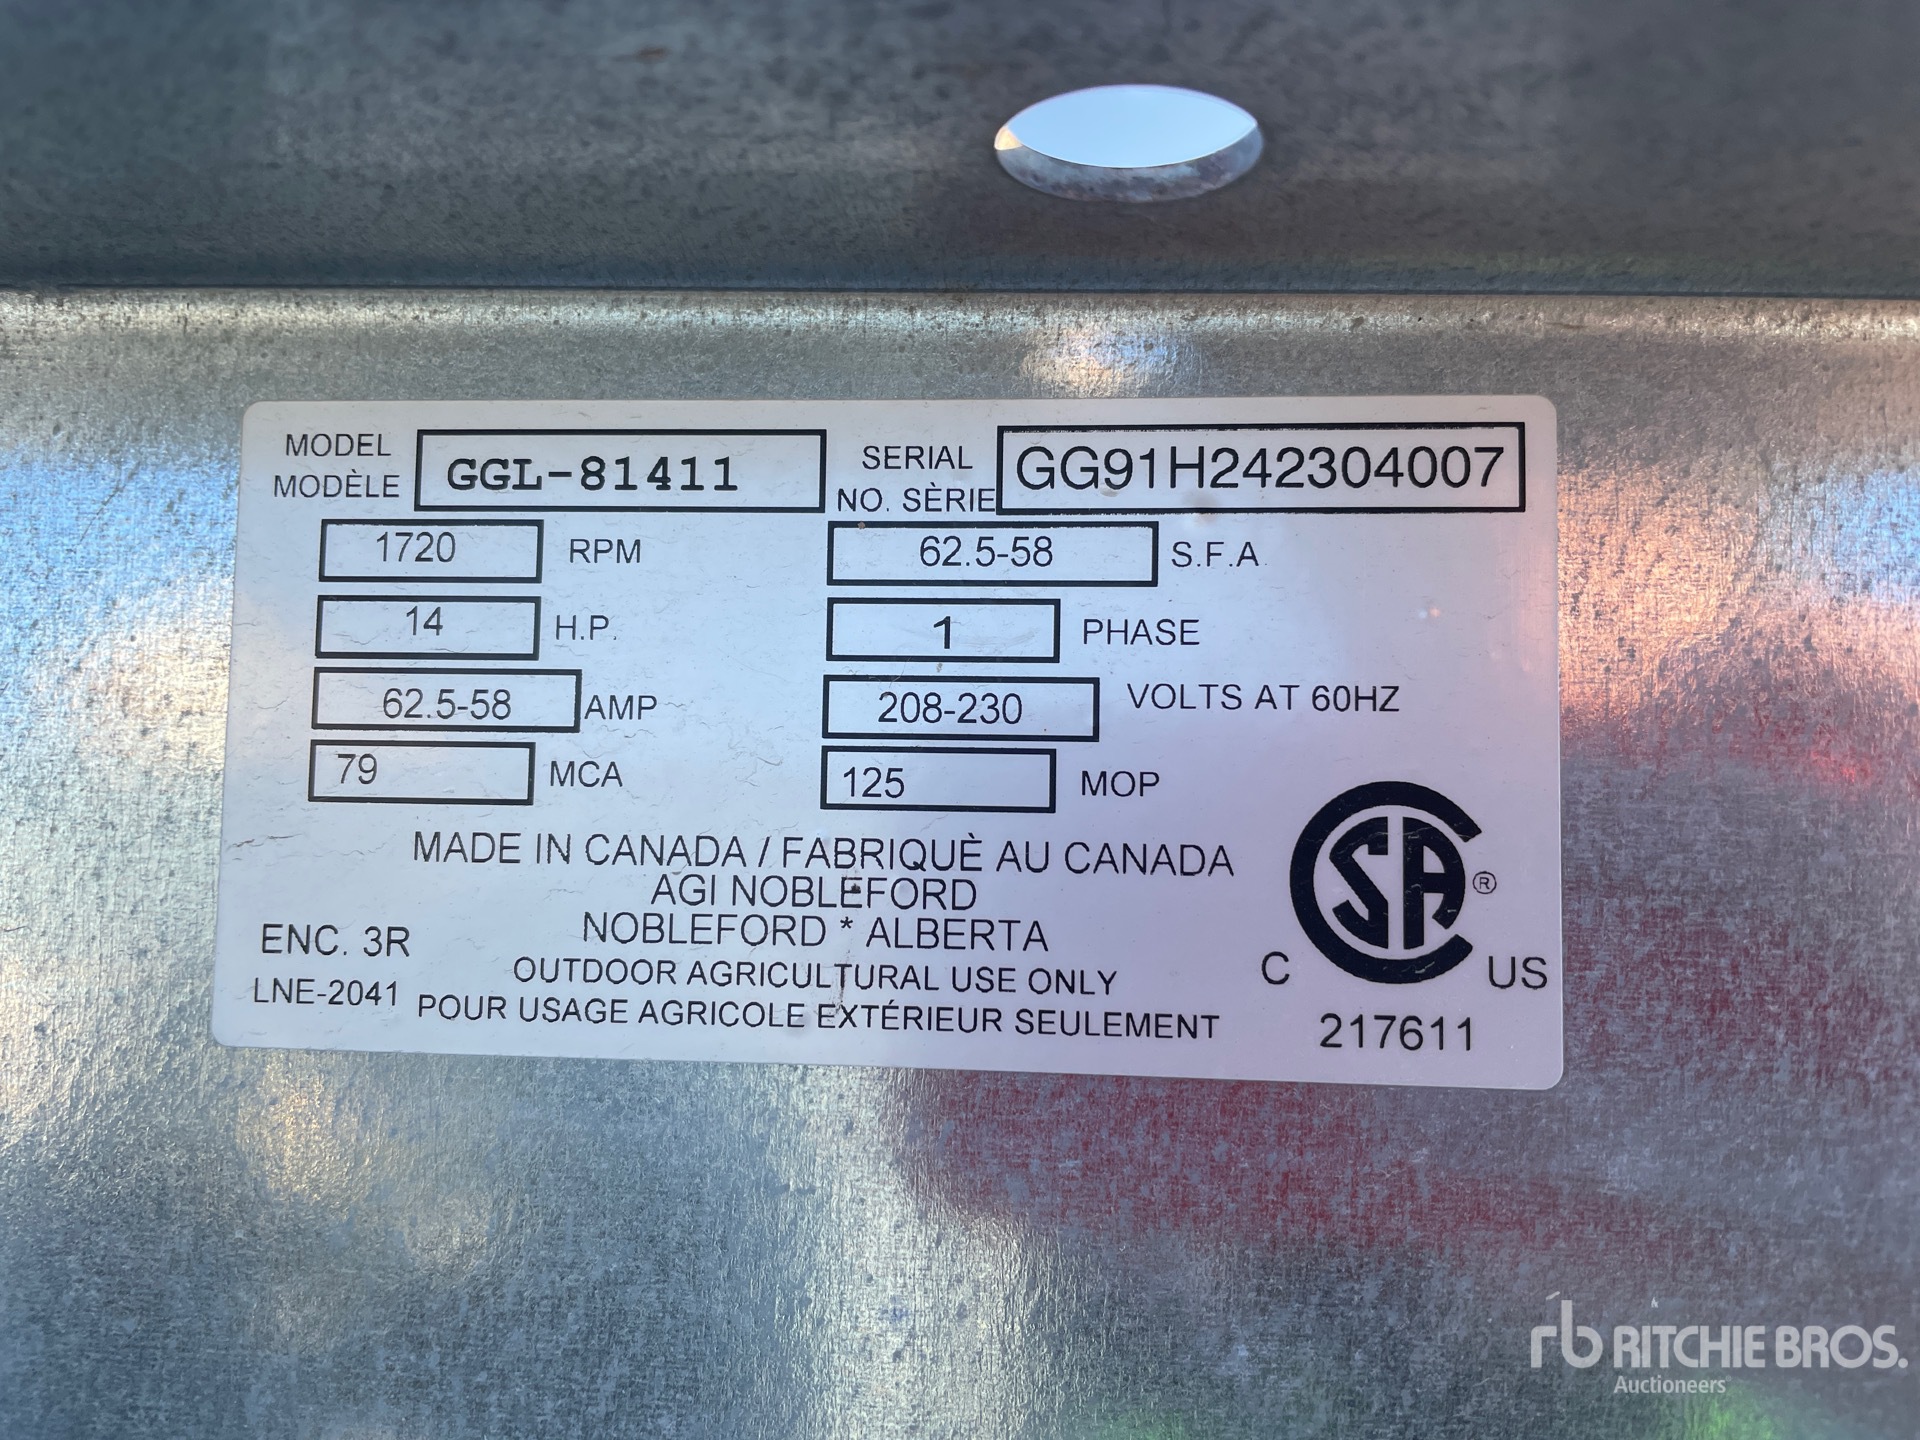 MODEL
MODÈLE GGL-81411
SERIAL
NO. SÈRIE GG91H242304007
1720 RPM
62.5-58 S.F.A.
14 H.P.
1 PHASE
62.5-58 AMP
208-230 VOLTS AT 60HZ
79 MCA
125 MOP
MADE IN CANADA / FABRIQUÈ AU CANADA
AGI NOBLEFORD
NOBLEFORD * ALBERTA
ENC. 3R
OUTDOOR AGRICULTURAL USE ONLY
LNE-2041
POUR USAGE AGRICOLE EXTÉRIEUR SEULEMENT
CSA ®
C US
217611
rb RITCHIE BROS.
Auctioneers